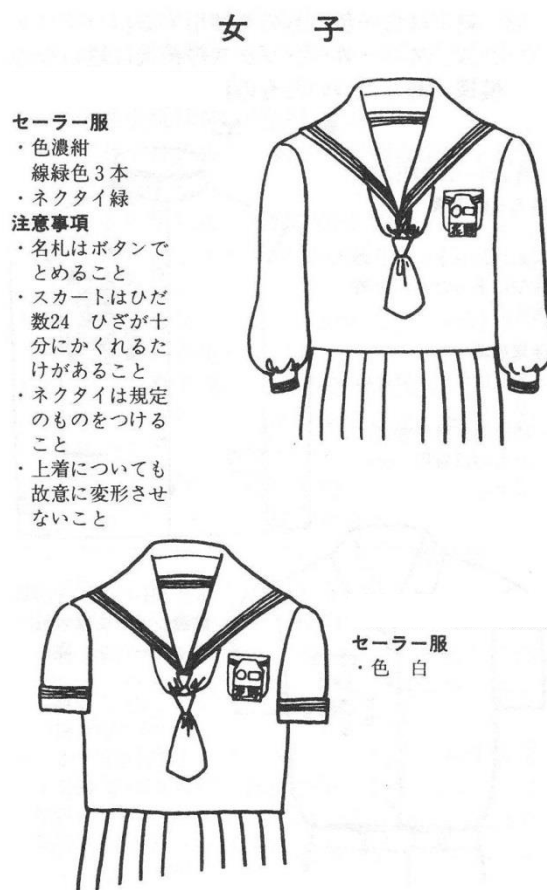 女　子
セーラー服
・色濃紺
線緑色3本
・ネクタイ緑
注意事項
・名札はボタンで
とめること
・スカートはひだ
数24　ひざが十
分にかくれるた
けがあること
・ネクタイは規定
のものをつける
こと
・上着についても
故意に変形させ
ないこと
セーラー服
・色　白